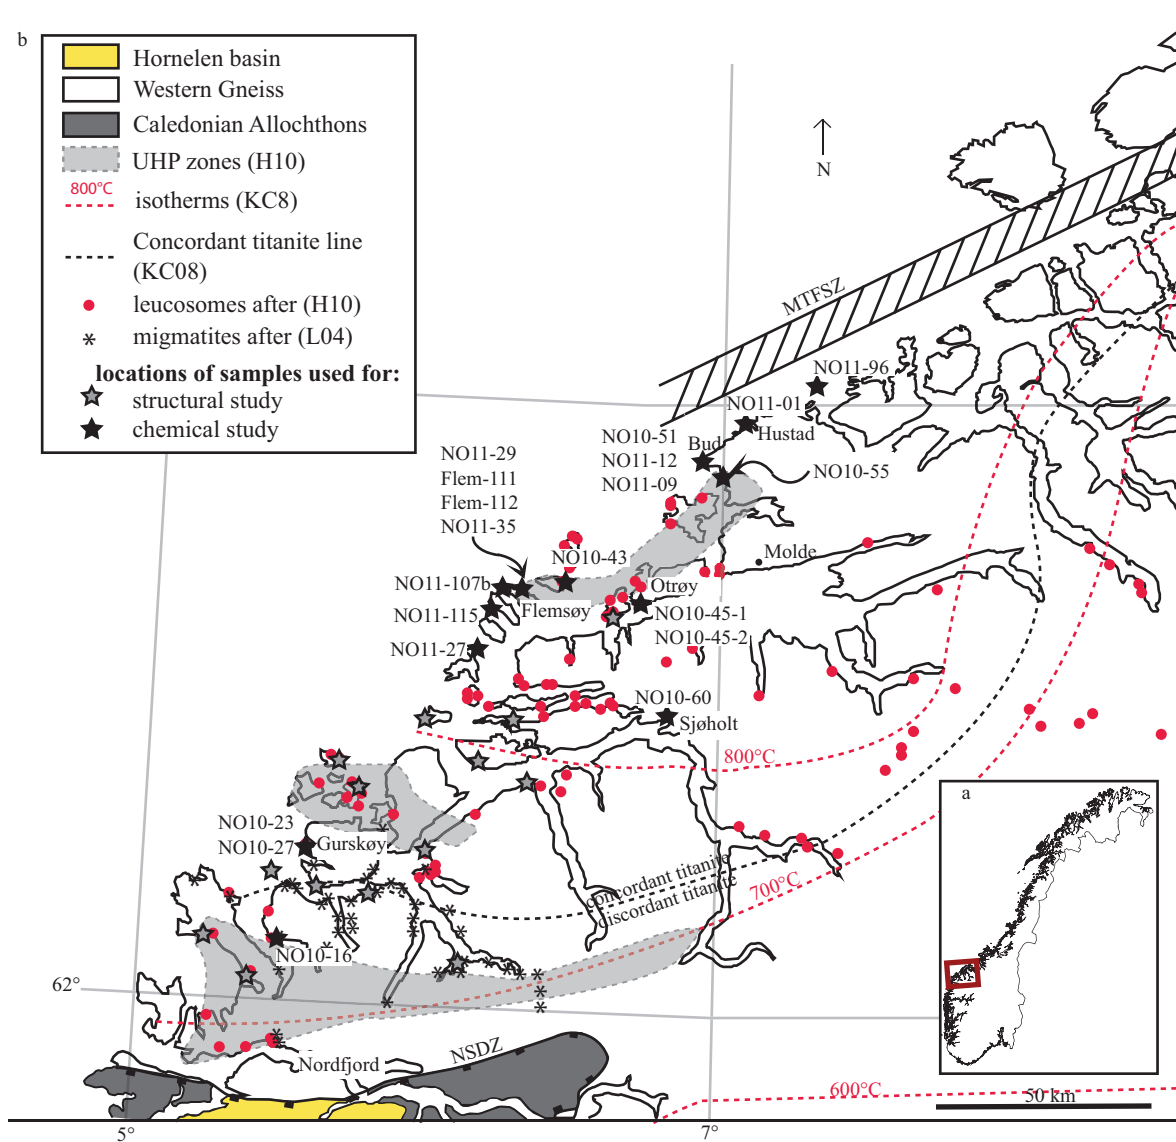 b
Hornelen basin
Western Gneiss
Caledonian Allochthons
UHP zones (H10)
800°C
isotherms (KC8)
Concordant titanite line
(KC08)
leucosomes after (H10)
migmatites after (L04)
locations of samples used for:
structural study
chemical study
N
MTFSZ
NO11-96
NO11-01
Hustad
NO10-51
NO11-12
NO11-09
Bud
NO10-55
NO11-29
Flem-111
Flem-112
NO11-35
NO10-43
Molde
NO11-107b
Flemsøy
Otrøy
NO11-115
NO10-45-1
NO10-45-2
NO11-27
NO10-60
Sjøholt
800°C
NO10-23
NO10-27
Gurskøy
concordant titanite
discordant titanite
700°C
NO10-16
62°
Nordfjord
NSDZ
600°C
a
50 km
5°
7°